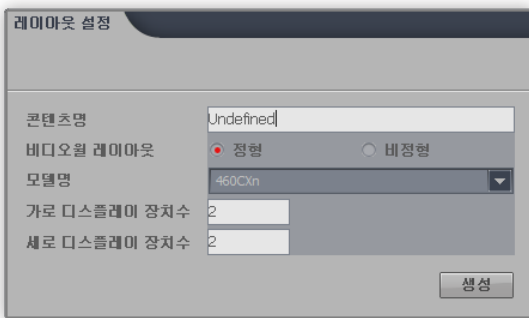 레이아웃 설정
콘텐츠명 Undefined
비디오월 레이아웃 정형 비정형
모델명 460CXn
가로 디스플레이 장치수 2
세로 디스플레이 장치수 2
생성